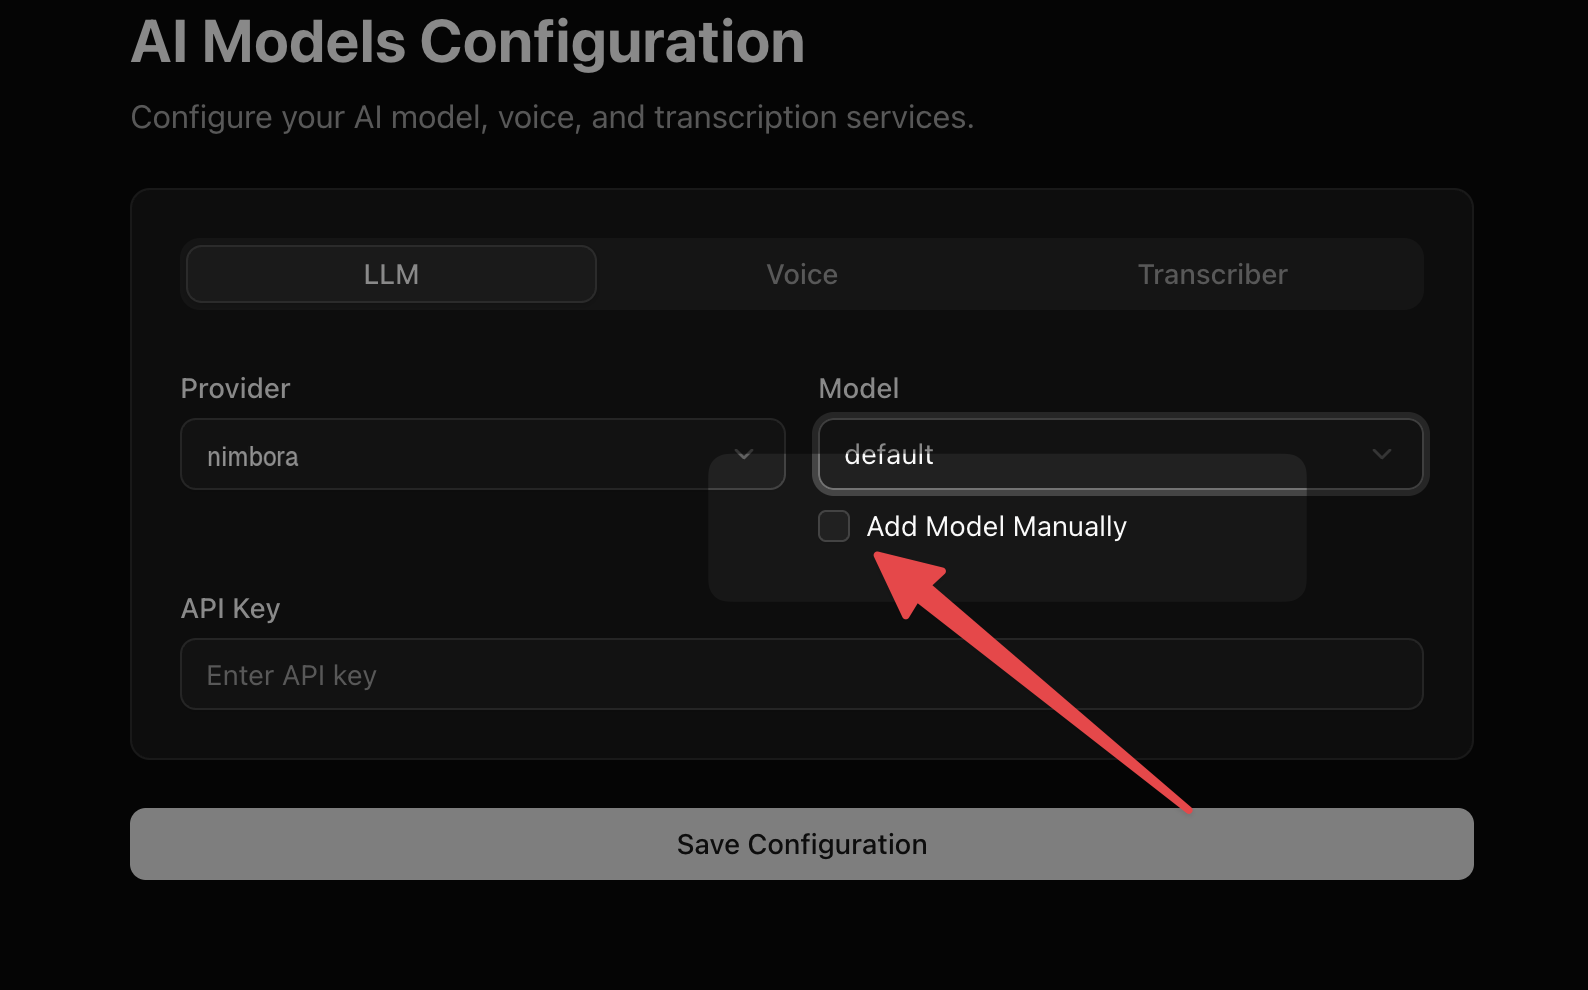 AI Models Configuration
Configure your AI model, voice, and transcription services.
LLM
Voice
Transcriber
Provider
Model
nimbora
default
Add Model Manually
API Key
Enter API key
Save Configuration